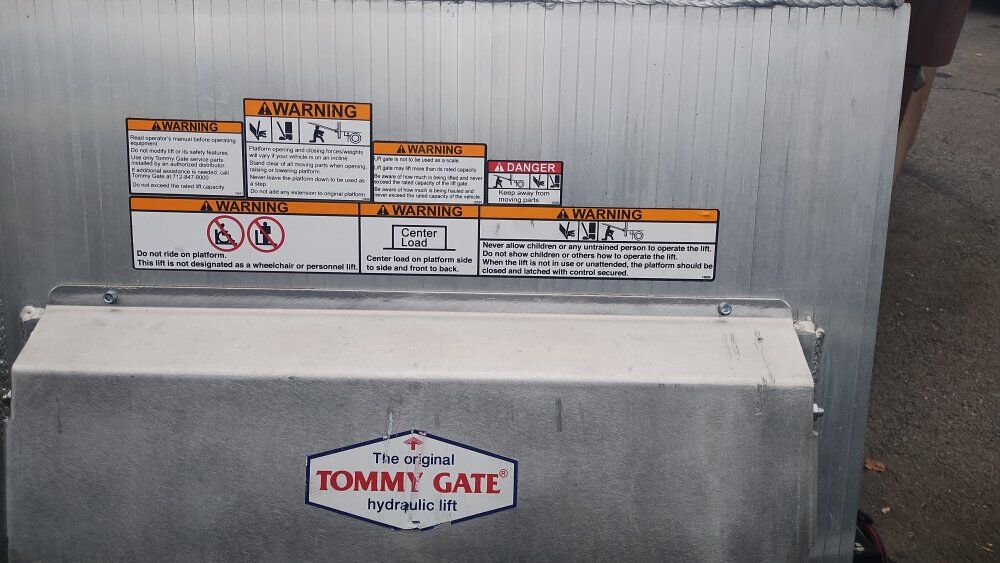 WARNING
Read operator's manual before operating
equipment.
Do not modify lift or its safety features.
Use only Tommy Gate service parts
installed by an authorized distributor.
If additional assistance is needed, call
Tommy Gate at 712-847-8000.
Do not exceed the rated lift capacity.
WARNING
Platform opening and closing forces/weights
will vary if your vehicle is on an incline.
Stand clear of all moving parts when opening,
raising or lowering platform.
Never leave the platform down to be used as
a step.
Do not add any extension to original platform.
WARNING
Lift gate is not to be used as a scale.
Lift gate may lift more than its rated capacity.
Be aware of how much is being lifted and never
exceed the rated capacity of the lift gate
Be aware of how much is being hauled and
never exceed the rated capacity of the vehicle.
DANGER
Keep away from
moving parts
WARNING
Do not ride on platform.
This lift is not designated as a wheelchair or personnel lift.
WARNING
Center
Load
Center load on platform side
to side and front to back.
WARNING
Never allow children or any untrained person to operate the lift.
Do not show children or others how to operate the lift.
When the lift is not in use or unattended, the platform should be
closed and latched with control secured.
The original
TOMMY GATE®
hydraulic lift